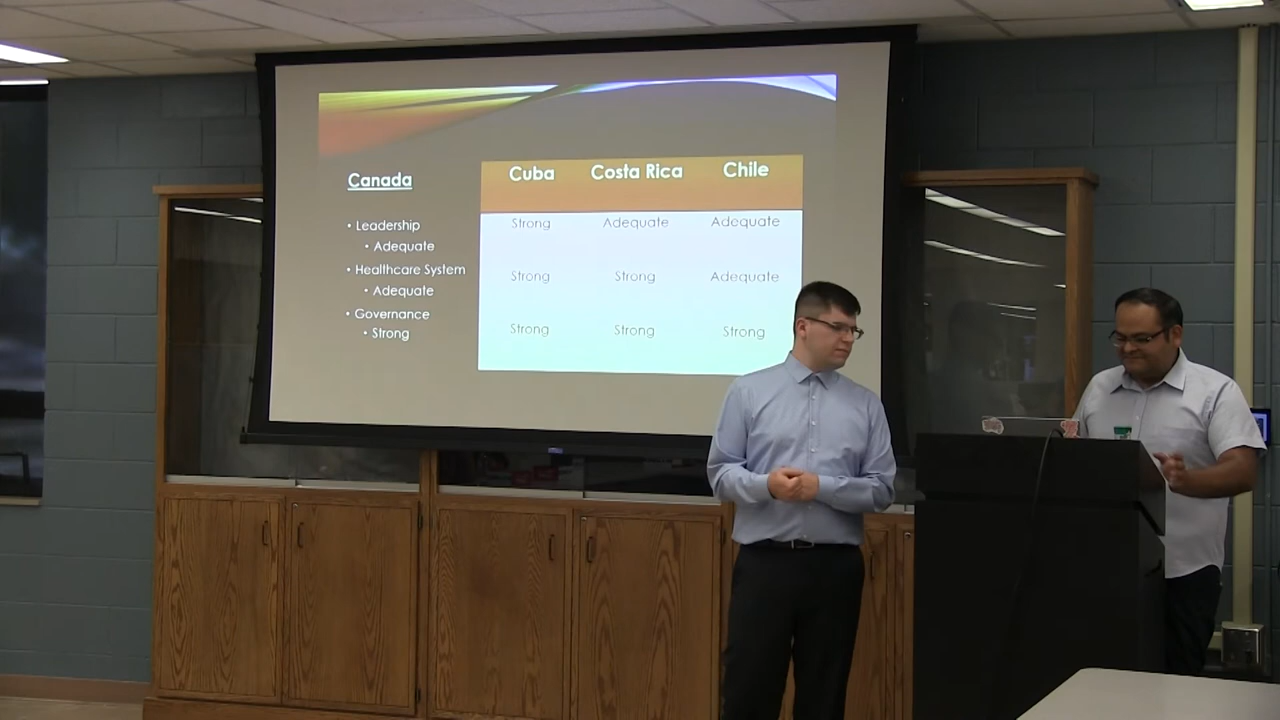 Canada
• Leadership
• Adequate
• Healthcare System
• Adequate
• Governance
• Strong
Cuba Costa Rica Chile
Strong Adequate Adequate
Strong Strong Adequate
Strong Strong Strong